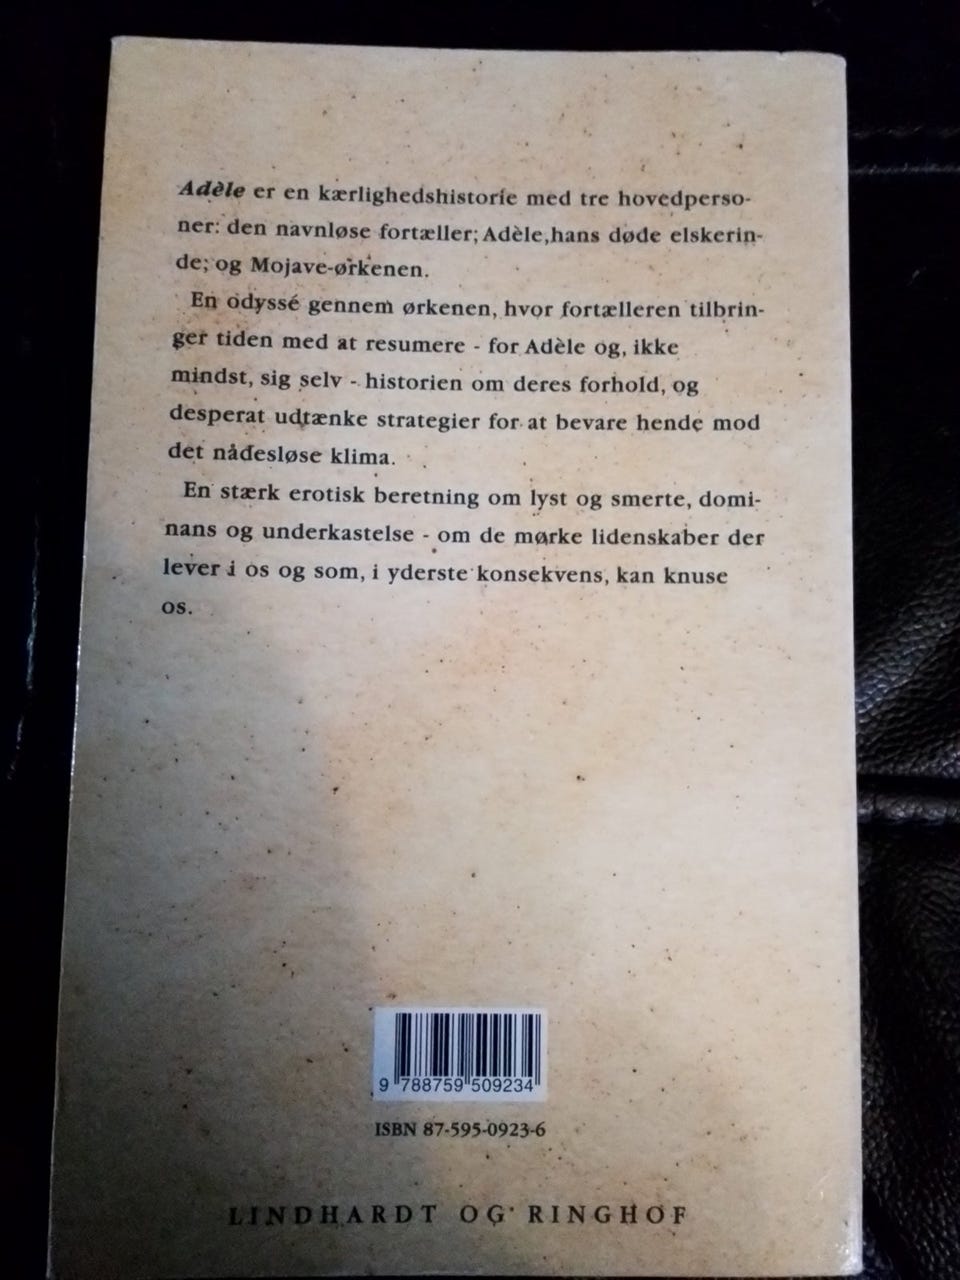 Adèle er en kærlighedshistorie med tre hovedperso-
ner: den navnløse fortæller; Adèle,hans døde elskerin-
de; og Mojave-ørkenen.
En odyssé gennem ørkenen, hvor fortælleren tilbrin-
ger tiden med at resumere - for Adèle og, ikke
mindst, sig selv - historien om deres forhold, og
desperat udtænke strategier for at bevare hende mod
det nådesløse klima.
En stærk erotisk beretning om lyst og smerte, domi-
nans og underkastelse - om de mørke lidenskaber der
lever i os og som, i yderste konsekvens, kan knuse
os.
9 788759 509234
ISBN 87-595-0923-6
LINDHARDT OG RINGHOF